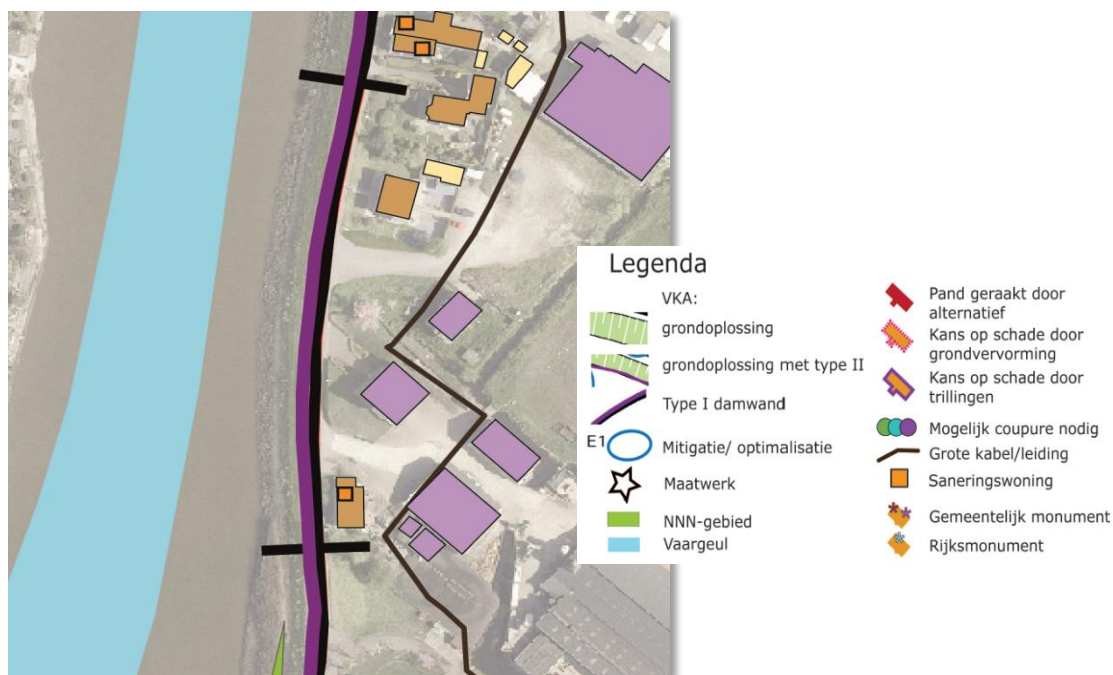 Legenda
VKA:
grondoplossing
grondoplossing met type II
Type I damwand
E1
Mitigatie/ optimalisatie
Maatwerk
NNN-gebied
Vaargeul
Pand geraakt door
alternatief
Kans op schade door
grondvervorming
Kans op schade door
trillingen
Mogelijk coupure nodig
Grote kabel/leiding
Saneringswoning
Gemeentelijk monument
Rijksmonument